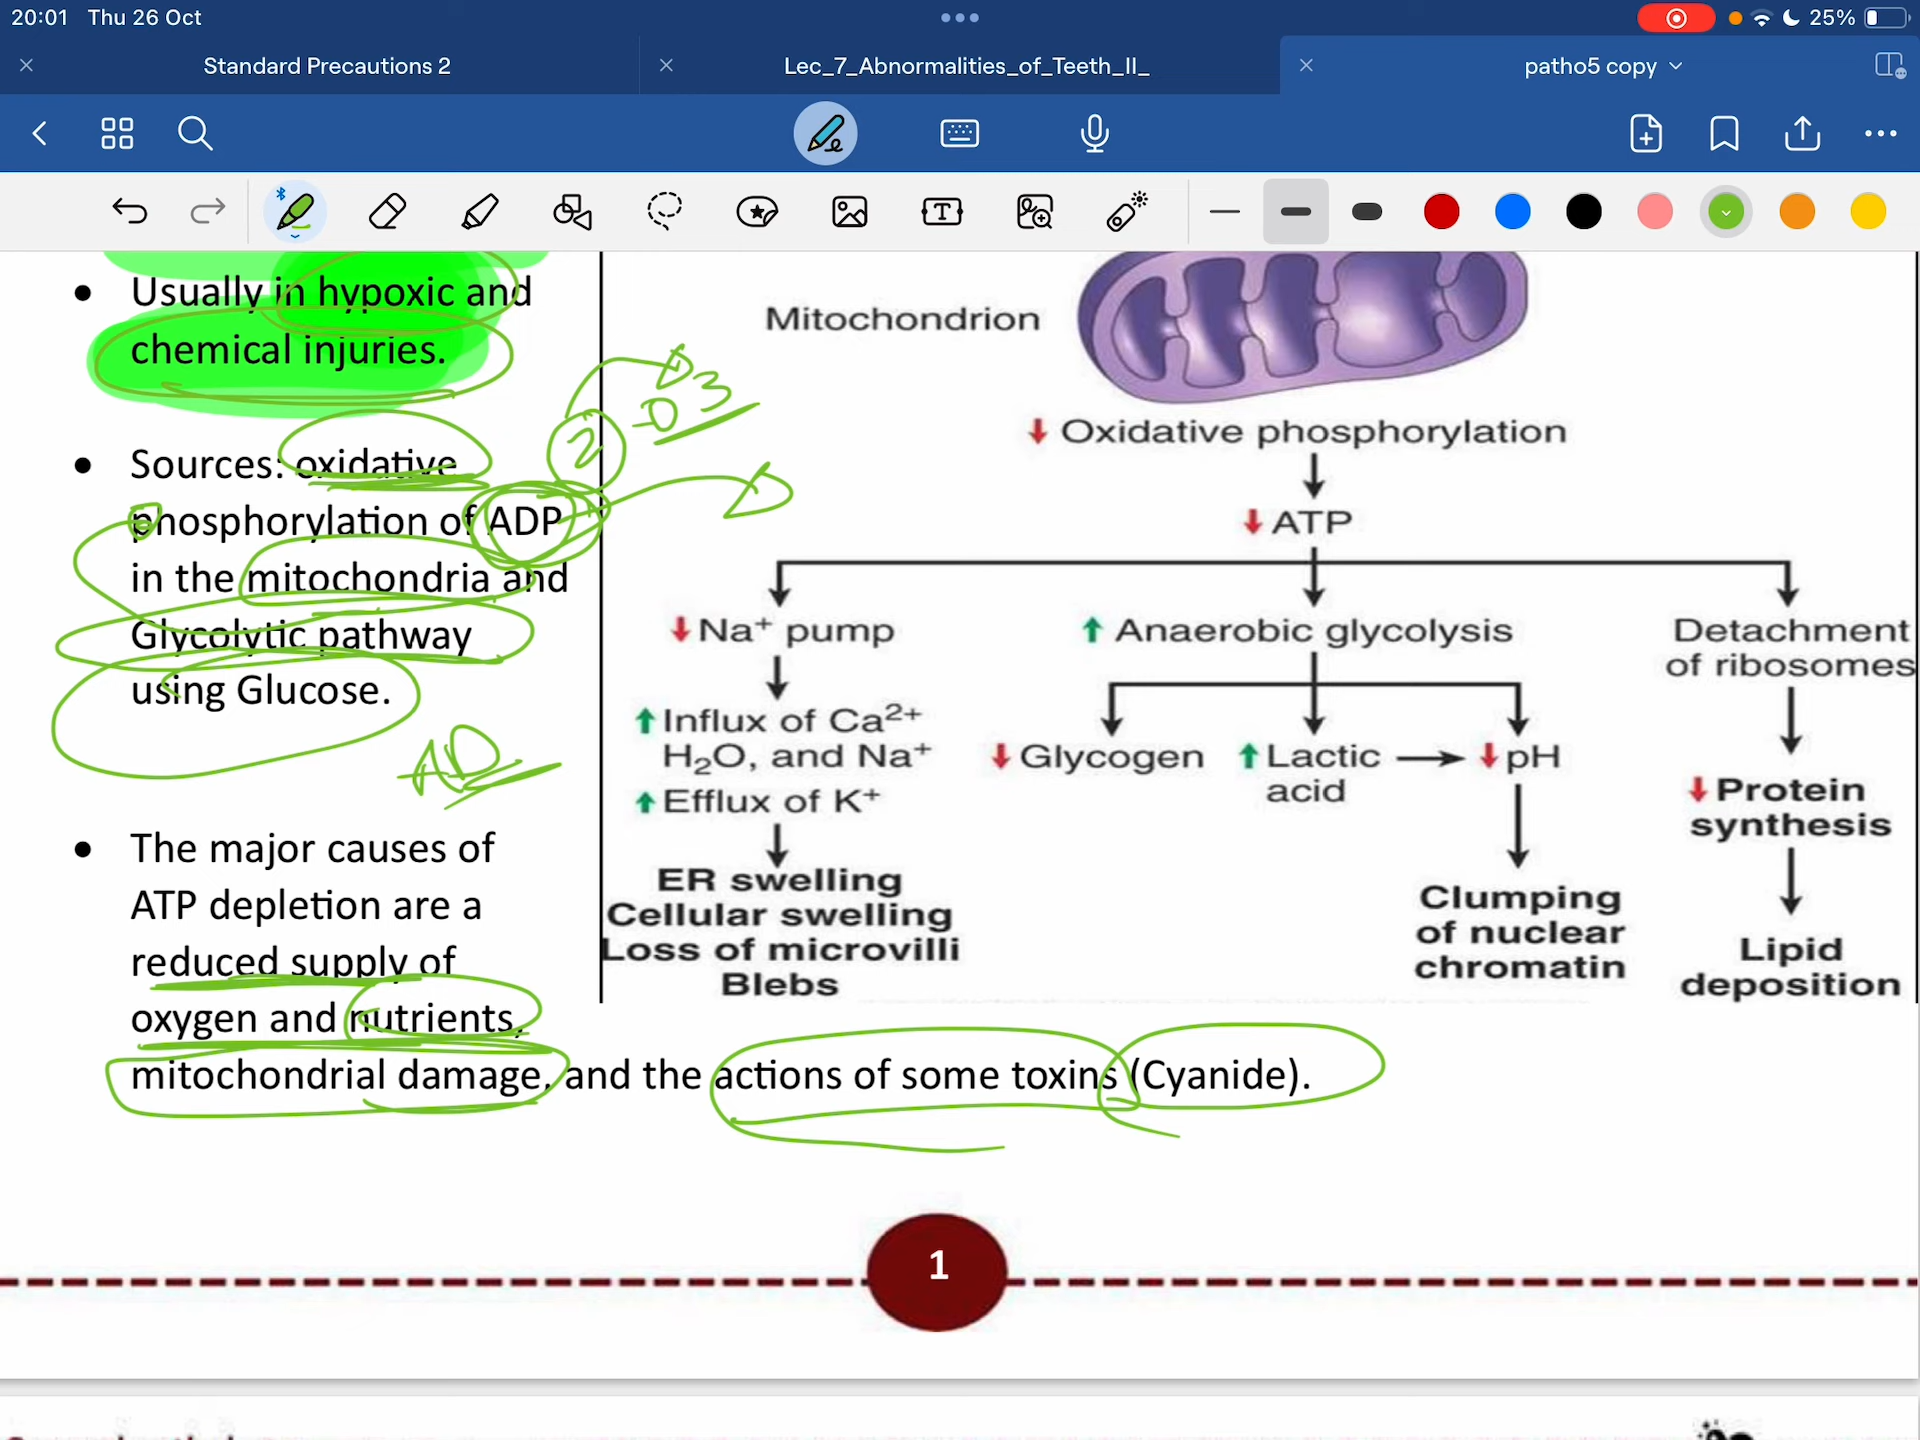 20:01 Thu 26 Oct
25%
Standard Precautions 2
Lec_7_Abnormalities_of_Teeth_II_
patho5 copy
• Usually in hypoxic and
chemical injuries.
• Sources: oxidative
phosphorylation of ADP
in the mitochondria and
Glycolytic pathway
using Glucose.
2
3
AD
• The major causes of
ATP depletion are a
reduced supply of
oxygen and nutrients,
mitochondrial damage, and the actions of some toxins (Cyanide).
Mitochondrion
↓ Oxidative phosphorylation
↓ ATP
↓ Na⁺ pump
↑ Influx of Ca²⁺
H₂O, and Na⁺
↑ Efflux of K⁺
ER swelling
Cellular swelling
Loss of microvilli
Blebs
↑ Anaerobic glycolysis
↓ Glycogen
↑ Lactic
acid
↓ pH
Clumping
of nuclear
chromatin
Detachment
of ribosomes
↓ Protein
synthesis
Lipid
deposition
1